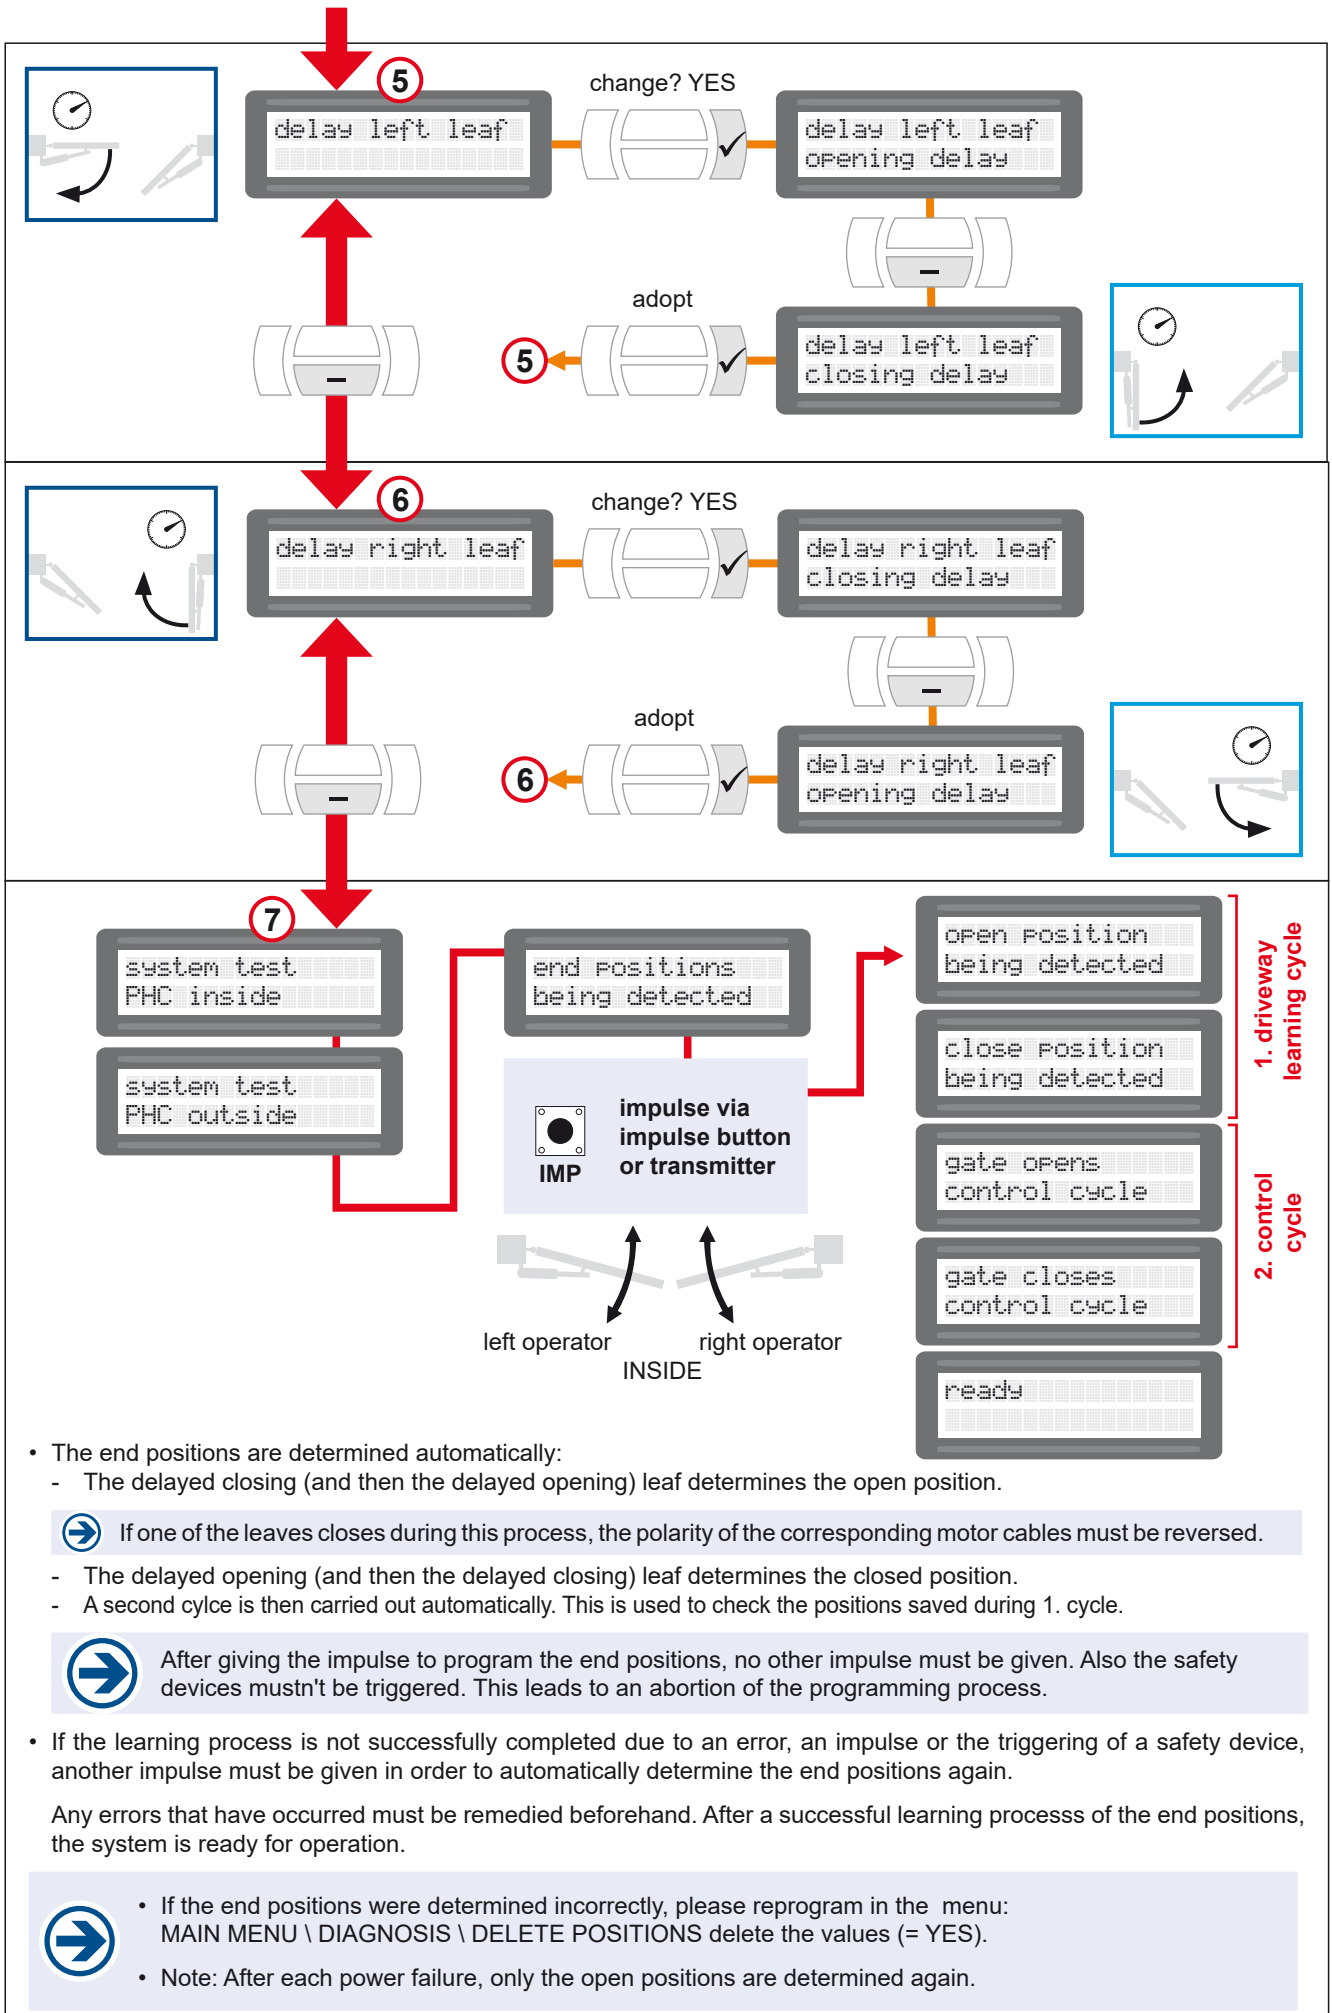 5
change? YES
delay left leaf
delay left leaf
opening delay
–
adopt
5
delay left leaf
closing delay
–
6
change? YES
delay right leaf
delay right leaf
closing delay
–
adopt
6
delay right leaf
opening delay
–
7
system test
PHC inside
system test
PHC outside
end positions
being detected
IMP
impulse via
impulse button
or transmitter
left operator
right operator
INSIDE
open position
being detected
close position
being detected
1. driveway
learning cycle
gate opens
control cycle
gate closes
control cycle
2. control
cycle
ready
• The end positions are determined automatically:
- The delayed closing (and then the delayed opening) leaf determines the open position.
If one of the leaves closes during this process, the polarity of the corresponding motor cables must be reversed.
- The delayed opening (and then the delayed closing) leaf determines the closed position.
- A second cylce is then carried out automatically. This is used to check the positions saved during 1. cycle.
After giving the impulse to program the end positions, no other impulse must be given. Also the safety
devices mustn't be triggered. This leads to an abortion of the programming process.
• If the learning process is not successfully completed due to an error, an impulse or the triggering of a safety device,
another impulse must be given in order to automatically determine the end positions again.
Any errors that have occurred must be remedied beforehand. After a successful learning processs of the end positions,
the system is ready for operation.
• If the end positions were determined incorrectly, please reprogram in the menu:
MAIN MENU \ DIAGNOSIS \ DELETE POSITIONS delete the values (= YES).
• Note: After each power failure, only the open positions are determined again.